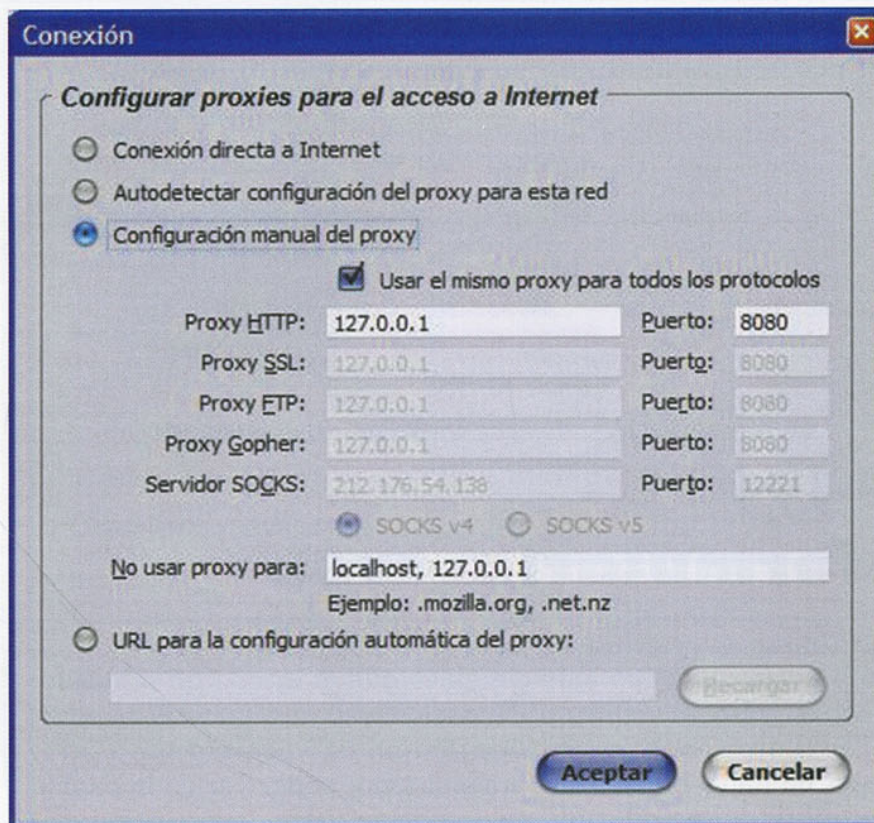 Conexión
Configurar proxies para el acceso a Internet
Conexión directa a Internet
Autodetectar configuración del proxy para esta red
Configuración manual del proxy
Usar el mismo proxy para todos los protocolos
Proxy HTTP: 127.0.0.1 Puerto: 8080
Proxy SSL: 127.0.0.1 Puerto: 8080
Proxy FTP: 127.0.0.1 Puerto: 8080
Proxy Gopher: 127.0.0.1 Puerto: 8080
Servidor SOCKS: 212.176.54.138 Puerto: 12221
SOCKS v4 SOCKS v5
No usar proxy para: localhost, 127.0.0.1
Ejemplo: .mozilla.org, .net.nz
URL para la configuración automática del proxy:
Recargar
Aceptar Cancelar